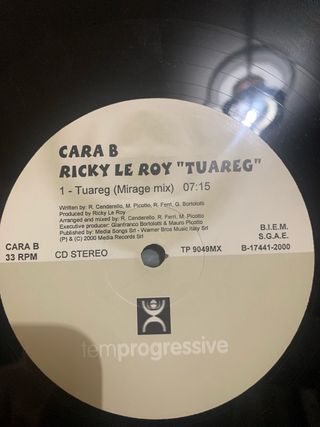 CARA B
RICKY LE ROY "TUAREG"
1 - Tuareg (Mirage mix) 07:15
Written by: R. Cenderello, M. Picotto, R. Ferri, G. Bortolotti
Produced by Ricky Le Roy
Arranged and mixed by: R. Cenderello, R. Ferri, M. Picotto
Executive producer: Gianfranco Bortolotti & Mauro Picotto
Published by: Media Songs Srl - Warner Bros Music Italy Srl
(P) & (C) 2000 Media Records Srl
B.I.E.M.
S.G.A.E.
CARA B
33 RPM
CD STEREO
TP 9049MX
B-17441-2000
temprogressive